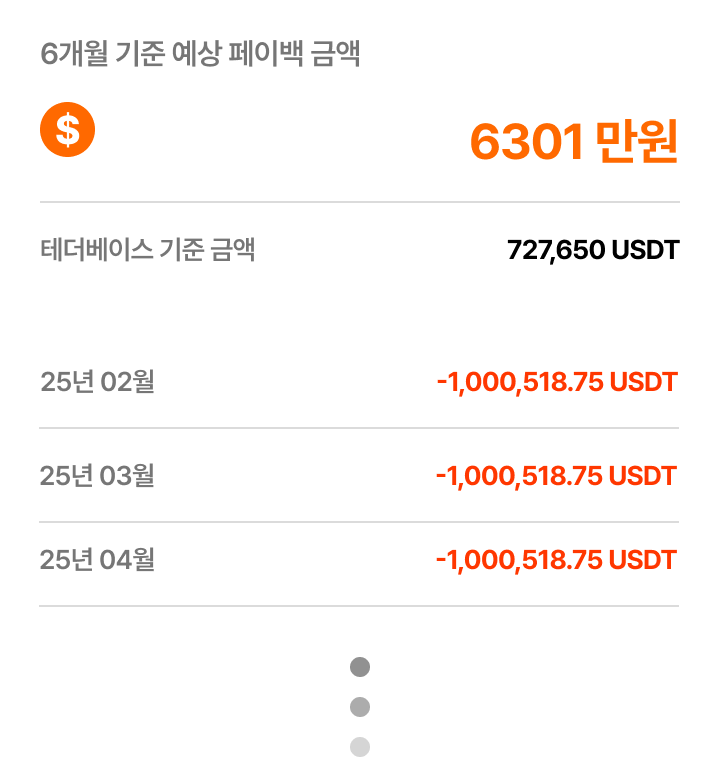 6개월 기준 예상 페이백 금액
$
6301 만원
테더베이스 기준 금액 727,650 USDT
25년 02월 -1,000,518.75 USDT
25년 03월 -1,000,518.75 USDT
25년 04월 -1,000,518.75 USDT